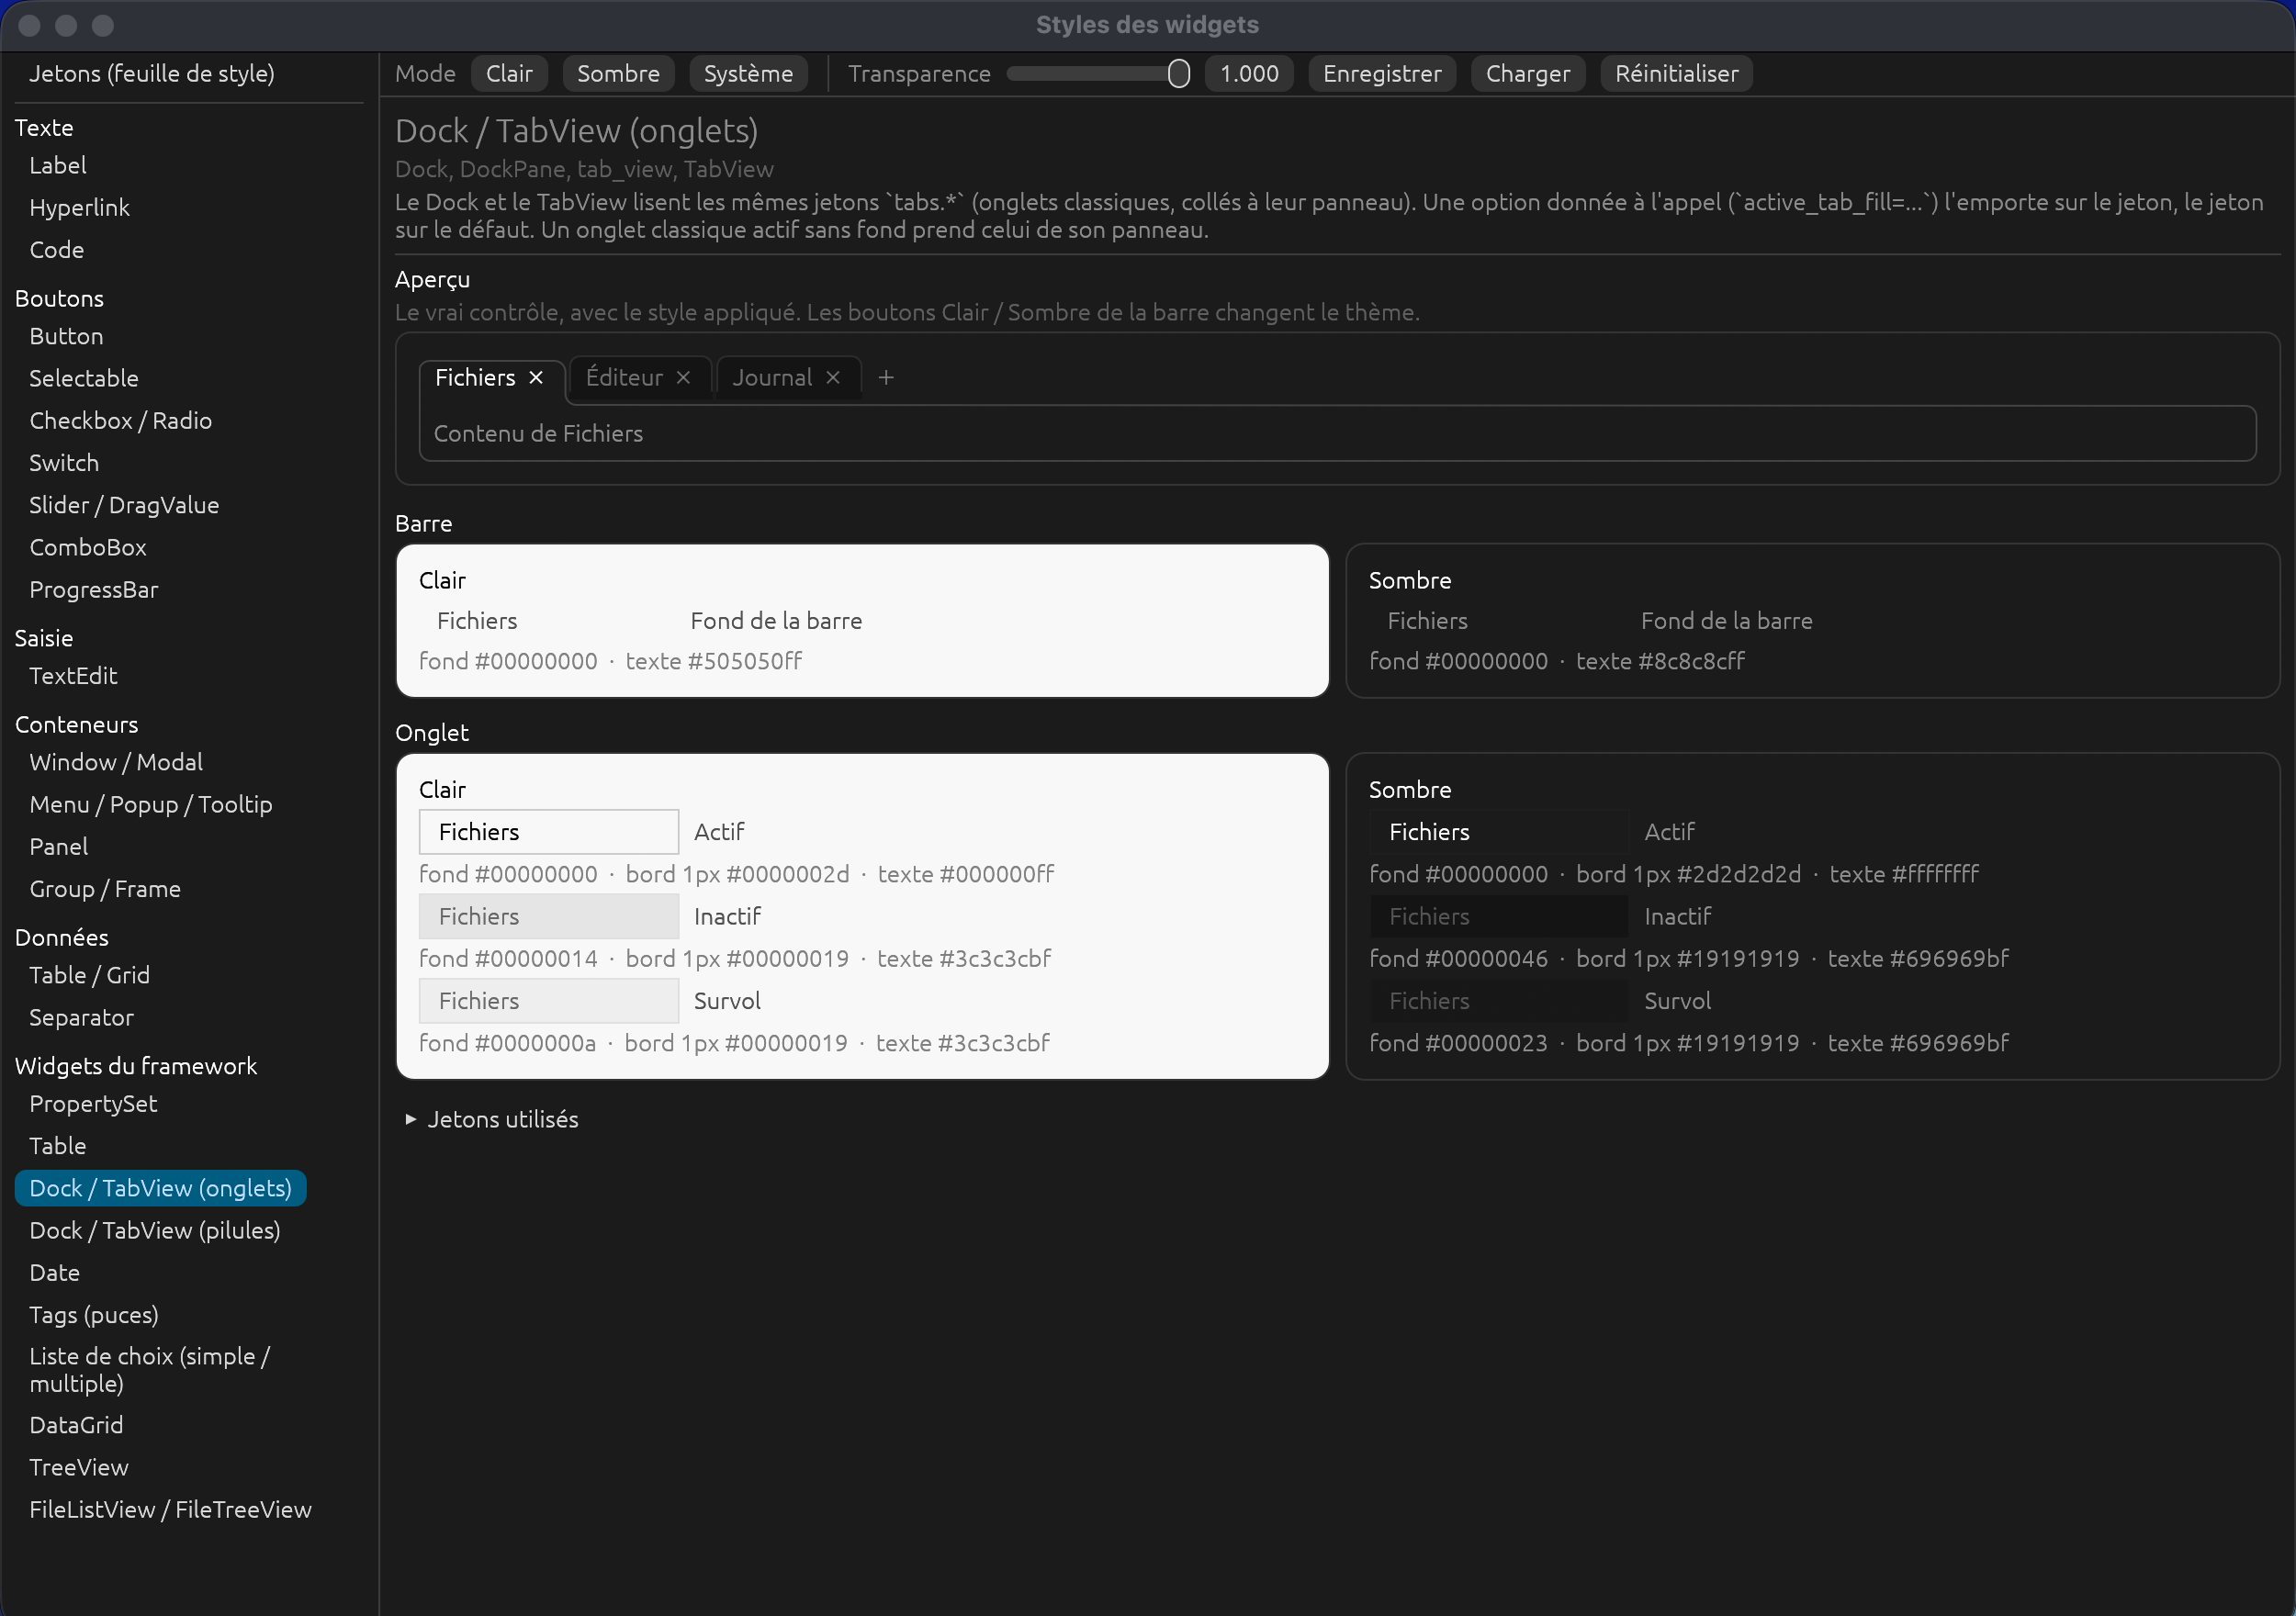 Styles des widgets
Jetons (feuille de style)
Texte
Label
Hyperlink
Code
Boutons
Button
Selectable
Checkbox / Radio
Switch
Slider / DragValue
ComboBox
ProgressBar
Saisie
TextEdit
Conteneurs
Window / Modal
Menu / Popup / Tooltip
Panel
Group / Frame
Données
Table / Grid
Separator
Widgets du framework
PropertySet
Table
Dock / TabView (onglets)
Dock / TabView (pilules)
Date
Tags (puces)
Liste de choix (simple /
multiple)
DataGrid
TreeView
FileListView / FileTreeView
Mode Clair Sombre Système Transparence 1.000 Enregistrer Charger Réinitialiser
Dock / TabView (onglets)
Dock, DockPane, tab_view, TabView
Le Dock et le TabView lisent les mêmes jetons `tabs.*` (onglets classiques, collés à leur panneau). Une option donnée à l'appel (`active_tab_fill=...`) l'emporte sur le jeton, le jeton
sur le défaut. Un onglet classique actif sans fond prend celui de son panneau.
Aperçu
Le vrai contrôle, avec le style appliqué. Les boutons Clair / Sombre de la barre changent le thème.
Fichiers × Éditeur × Journal × +
Contenu de Fichiers
Barre
Clair
Fichiers Fond de la barre
fond #00000000 · texte #505050ff
Sombre
Fichiers Fond de la barre
fond #00000000 · texte #8c8c8cff
Onglet
Clair
Fichiers Actif
fond #00000000 · bord 1px #0000002d · texte #000000ff
Fichiers Inactif
fond #00000014 · bord 1px #00000019 · texte #3c3c3cbf
Fichiers Survol
fond #0000000a · bord 1px #00000019 · texte #3c3c3cbf
Sombre
Fichiers Actif
fond #00000000 · bord 1px #2d2d2d2d · texte #ffffffff
Fichiers Inactif
fond #00000046 · bord 1px #19191919 · texte #696969bf
Fichiers Survol
fond #00000023 · bord 1px #19191919 · texte #696969bf
▸ Jetons utilisés